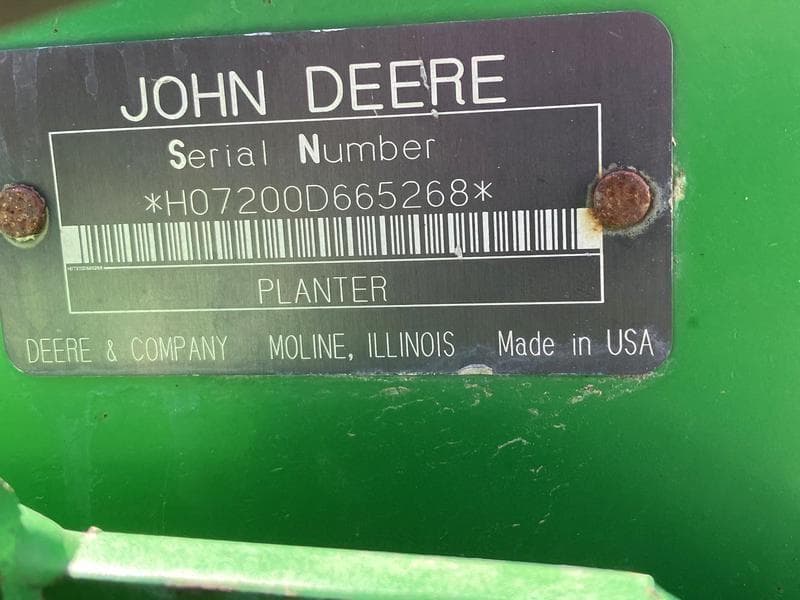 JOHN DEERE
Serial Number
*H07200D665268*
PLANTER
DEERE & COMPANY MOLINE, ILLINOIS Made in USA